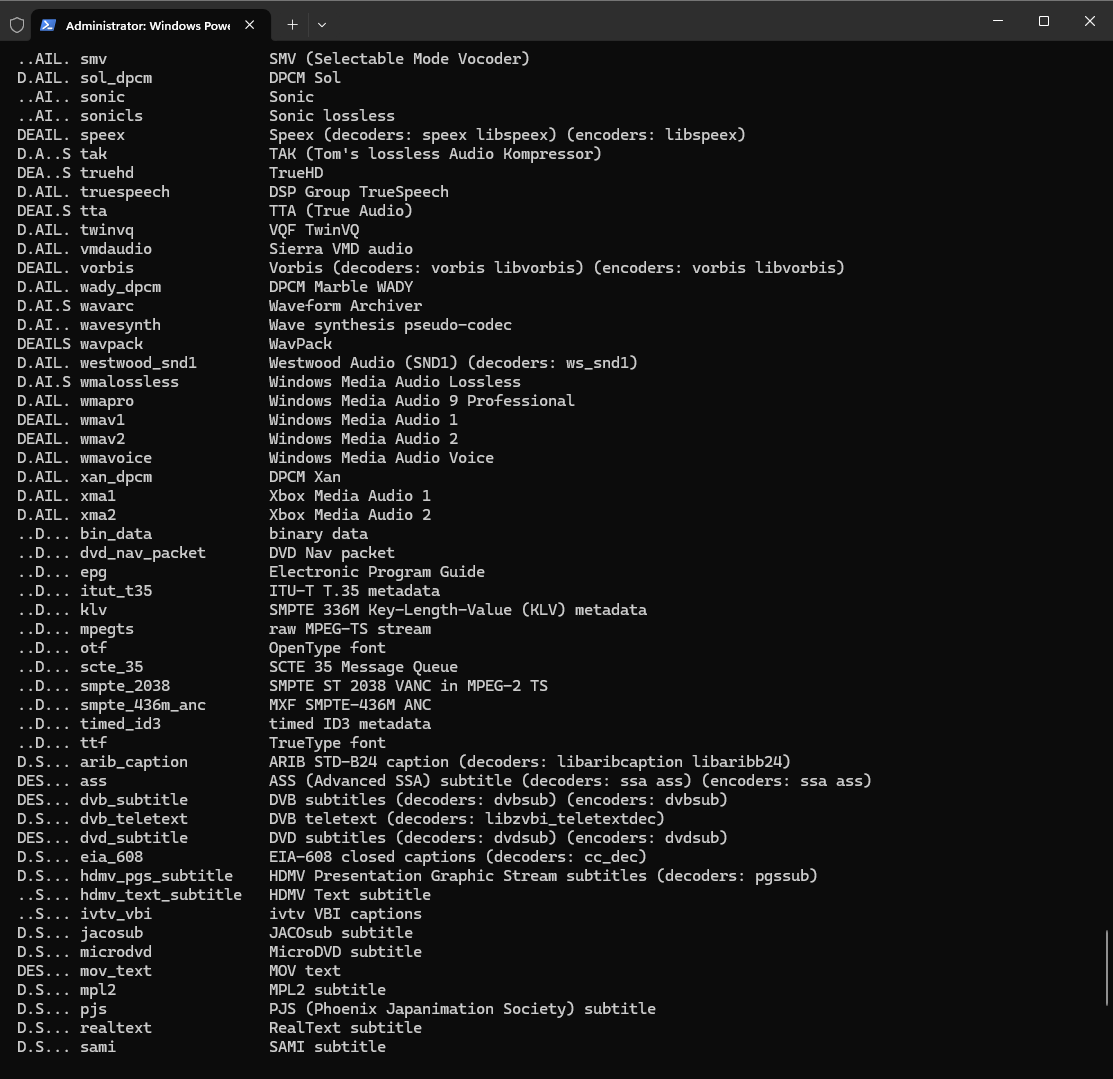 Administrator: Windows Powe
..AIL. smv                  SMV (Selectable Mode Vocoder)
D.AIL. sol_dpcm             DPCM Sol
..AI.. sonic                Sonic
..AI.. sonicls              Sonic lossless
DEAIL. speex                Speex (decoders: speex libspeex) (encoders: libspeex)
D.A..S tak                  TAK (Tom's lossless Audio Kompressor)
DEA..S truehd               TrueHD
D.AIL. truespeech           DSP Group TrueSpeech
DEAI.S tta                  TTA (True Audio)
D.AIL. twinvq               VQF TwinVQ
D.AIL. vmdaudio             Sierra VMD audio
DEAIL. vorbis               Vorbis (decoders: vorbis libvorbis) (encoders: vorbis libvorbis)
D.AIL. wady_dpcm            DPCM Marble WADY
D.AI.S wavarc               Waveform Archiver
D.AI.. wavesynth            Wave synthesis pseudo-codec
DEAILS wavpack              WavPack
D.AIL. westwood_snd1        Westwood Audio (SND1) (decoders: ws_snd1)
D.AI.S wmalossless          Windows Media Audio Lossless
D.AIL. wmapro               Windows Media Audio 9 Professional
DEAIL. wmav1                Windows Media Audio 1
DEAIL. wmav2                Windows Media Audio 2
D.AIL. wmavoice             Windows Media Audio Voice
D.AIL. xan_dpcm             DPCM Xan
D.AIL. xma1                 Xbox Media Audio 1
D.AIL. xma2                 Xbox Media Audio 2
..D... bin_data             binary data
..D... dvd_nav_packet       DVD Nav packet
..D... epg                  Electronic Program Guide
..D... itut_t35             ITU-T T.35 metadata
..D... klv                  SMPTE 336M Key-Length-Value (KLV) metadata
..D... mpegts               raw MPEG-TS stream
..D... otf                  OpenType font
..D... scte_35              SCTE 35 Message Queue
..D... smpte_2038           SMPTE ST 2038 VANC in MPEG-2 TS
..D... smpte_436m_anc       MXF SMPTE-436M ANC
..D... timed_id3            timed ID3 metadata
..D... ttf                  TrueType font
D.S... arib_caption         ARIB STD-B24 caption (decoders: libaribcaption libaribb24)
DES... ass                  ASS (Advanced SSA) subtitle (decoders: ssa ass) (encoders: ssa ass)
DES... dvb_subtitle         DVB subtitles (decoders: dvbsub) (encoders: dvbsub)
D.S... dvb_teletext         DVB teletext (decoders: libzvbi_teletextdec)
DES... dvd_subtitle         DVD subtitles (decoders: dvdsub) (encoders: dvdsub)
D.S... eia_608              EIA-608 closed captions (decoders: cc_dec)
D.S... hdmv_pgs_subtitle    HDMV Presentation Graphic Stream subtitles (decoders: pgssub)
..S... hdmv_text_subtitle   HDMV Text subtitle
..S... ivtv_vbi             ivtv VBI captions
D.S... jacosub              JACOsub subtitle
D.S... microdvd             MicroDVD subtitle
DES... mov_text             MOV text
D.S... mpl2                 MPL2 subtitle
D.S... pjs                  PJS (Phoenix Japanimation Society) subtitle
D.S... realtext             RealText subtitle
D.S... sami                 SAMI subtitle